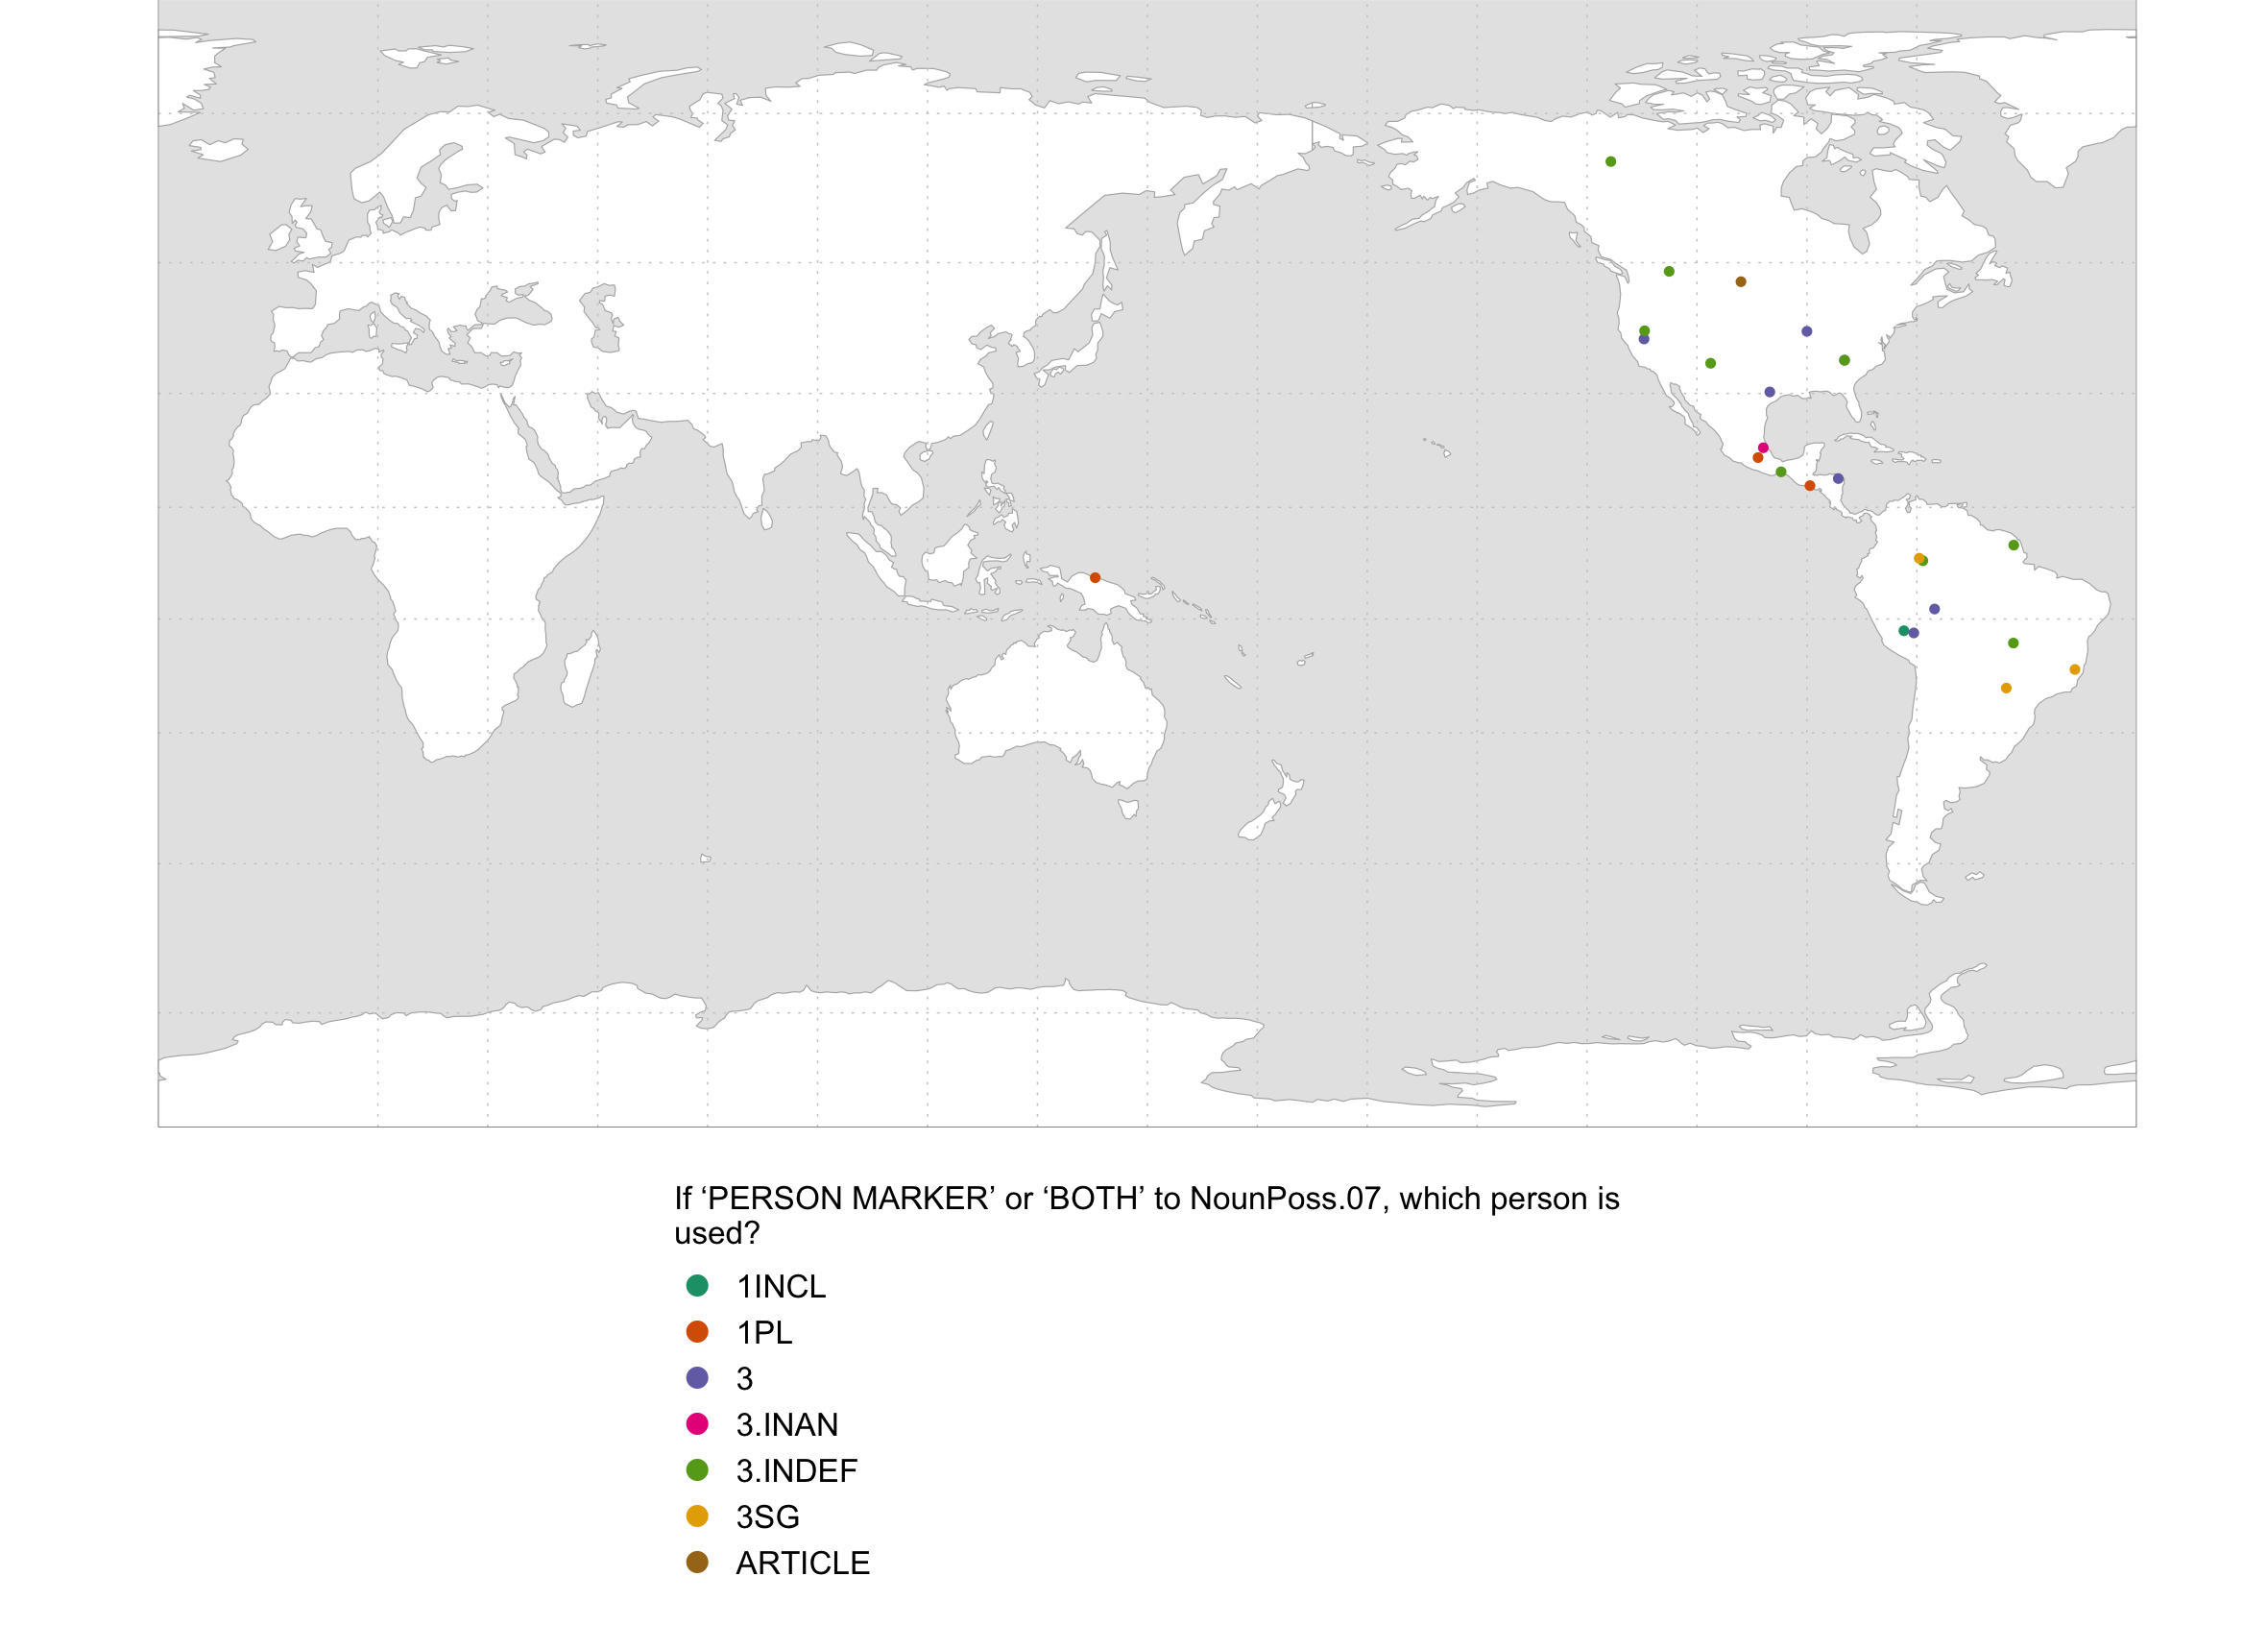 If ‘PERSON MARKER’ or ‘BOTH’ to NounPoss.07, which person is
used?
1INCL
1PL
3
3.INAN
3.INDEF
3SG
ARTICLE